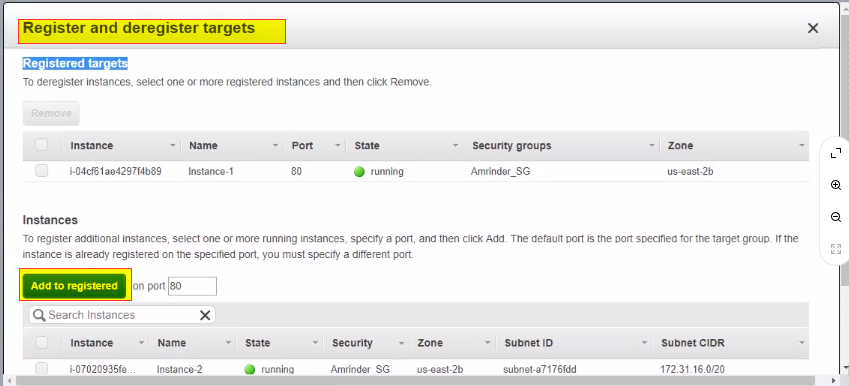 Register and deregister targets
Registered targets
To deregister instances, select one or more registered instances and then click Remove.
Remove
Instance Name Port State Security groups Zone
i-04cf61ae4297f4b89 Instance-1 80 running Amrinder_SG us-east-2b
Instances
To register additional instances, select one or more running instances, specify a port, and then click Add. The default port is the port specified for the target group. If the
instance is already registered on the specified port, you must specify a different port.
Add to registered on port 80
Search Instances
Instance Name State Security Zone Subnet ID Subnet CIDR
i-07020935fe... Instance-2 running Amrinder_SG us-east-2b subnet-a7176fdd 172.31.16.0/20